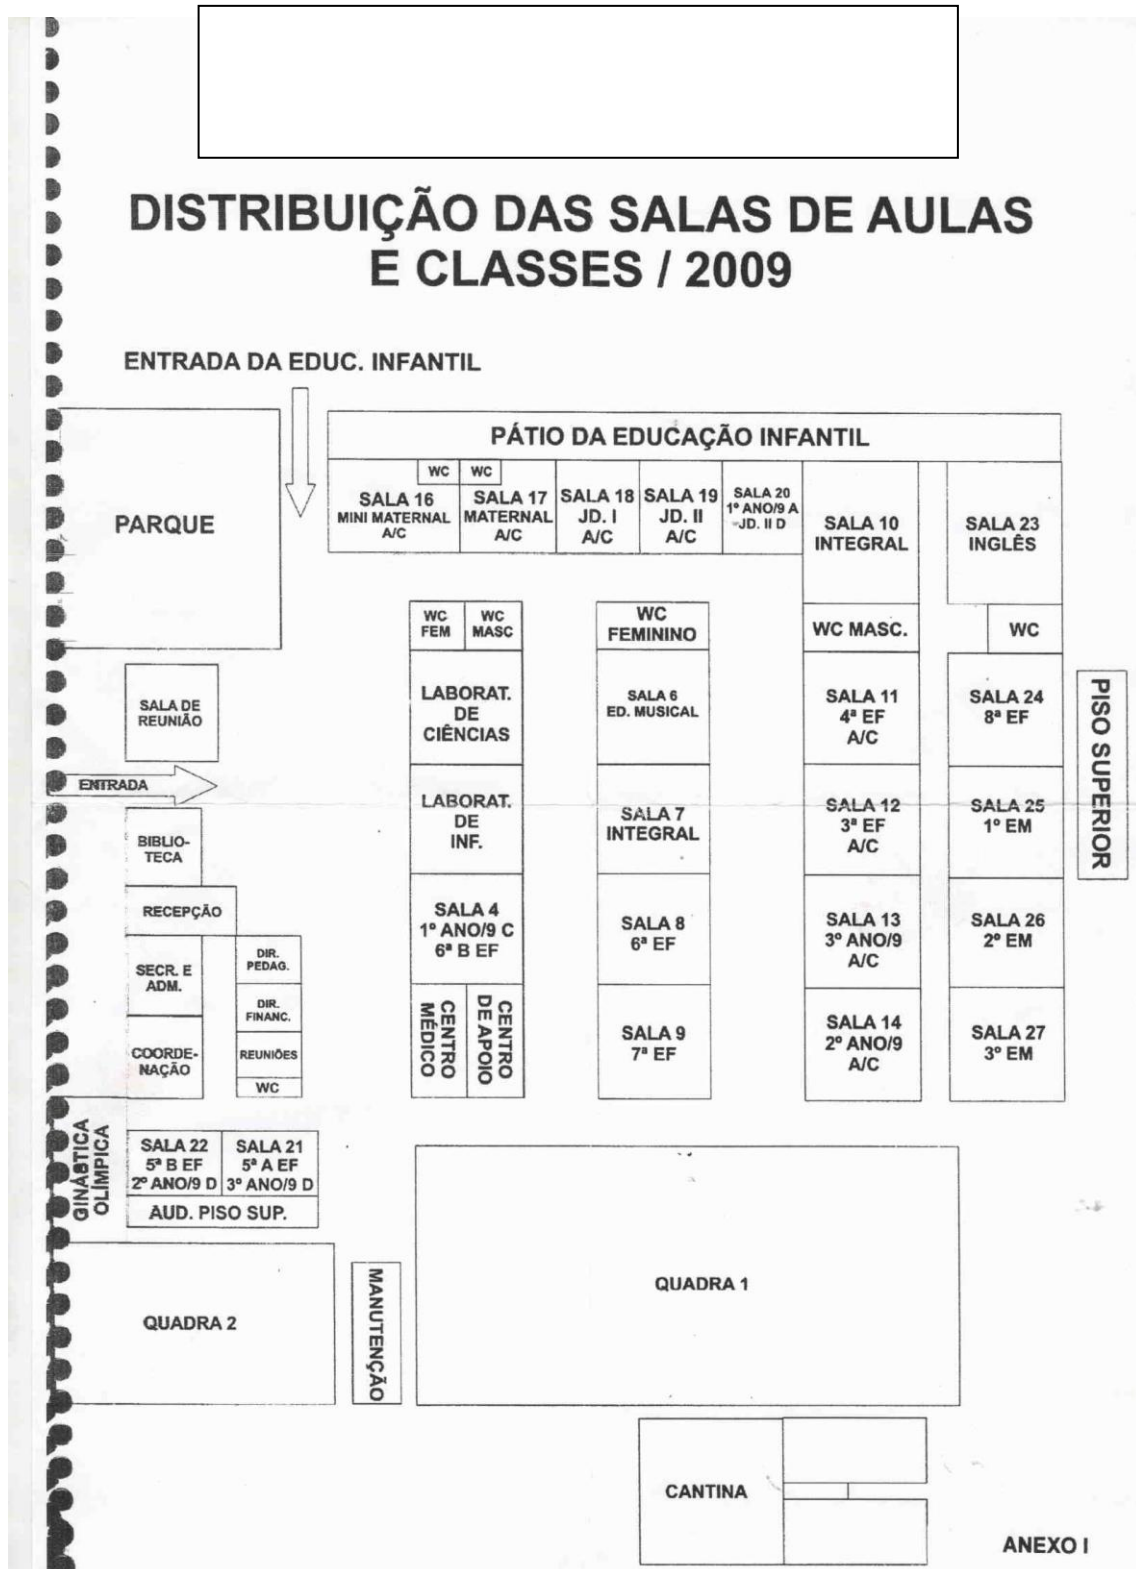 DISTRIBUIÇÃO DAS SALAS DE AULAS
E CLASSES / 2009
ENTRADA DA EDUC. INFANTIL
PARQUE
PÁTIO DA EDUCAÇÃO INFANTIL
WC
WC
SALA 16
MINI MATERNAL
A/C
SALA 17
MATERNAL
A/C
SALA 18
JD. I
A/C
SALA 19
JD. II
A/C
SALA 20
1º ANO/9 A
JD. II D
SALA 10
INTEGRAL
SALA 23
INGLÊS
WC
FEM
WC
MASC
WC
FEMININO
WC MASC.
WC
SALA DE
REUNIÃO
LABORAT.
DE
CIÊNCIAS
SALA 6
ED. MUSICAL
SALA 11
4ª EF
A/C
SALA 24
8ª EF
PISO SUPERIOR
ENTRADA
BIBLIO-
TECA
LABORAT.
DE
INF.
SALA 7
INTEGRAL
SALA 12
3ª EF
A/C
SALA 25
1º EM
RECEPÇÃO
SECR. E
ADM.
DIR.
PEDAG.
DIR.
FINANC.
SALA 4
1º ANO/9 C
6ª B EF
SALA 8
6ª EF
SALA 13
3º ANO/9
A/C
SALA 26
2º EM
COORDE-
NAÇÃO
REUNIÕES
WC
CENTRO
MÉDICO
CENTRO
DE APOIO
SALA 9
7ª EF
SALA 14
2º ANO/9
A/C
SALA 27
3º EM
GINÁSTICA
OLÍMPICA
SALA 22
5ª B EF
2º ANO/9 D
SALA 21
5ª A EF
3º ANO/9 D
AUD. PISO SUP.
QUADRA 2
MANUTENÇÃO
QUADRA 1
CANTINA
ANEXO I